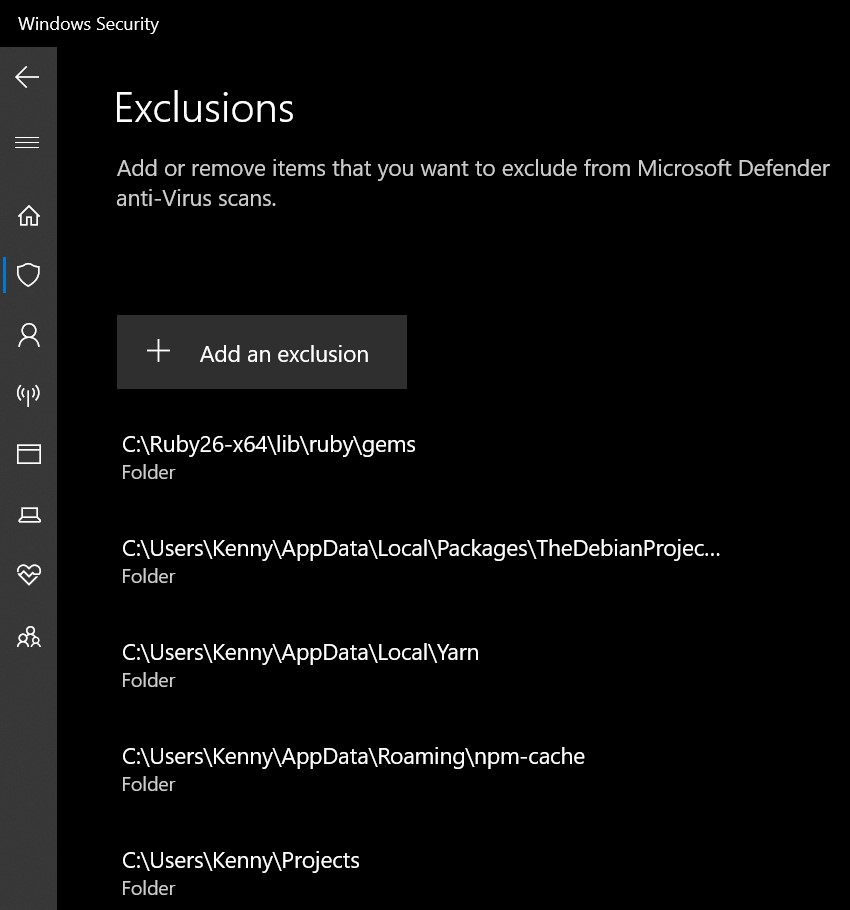 Windows Security
Exclusions
Add or remove items that you want to exclude from Microsoft Defender
anti-Virus scans.
Add an exclusion
C:\Ruby26-x64\lib\ruby\gems
Folder
C:\Users\Kenny\AppData\Local\Packages\TheDebianProjec...
Folder
C:\Users\Kenny\AppData\Local\Yarn
Folder
C:\Users\Kenny\AppData\Roaming\npm-cache
Folder
C:\Users\Kenny\Projects
Folder